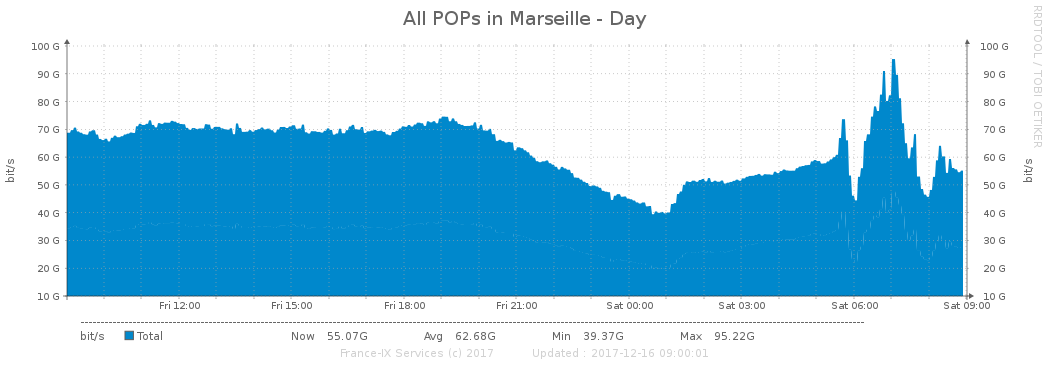 All POPs in Marseille - Day
RRDTOOL / TOBI OETIKER
100 G 100 G
90 G 90 G
80 G 80 G
70 G 70 G
60 G 60 G
50 G 50 G
40 G 40 G
30 G 30 G
20 G 20 G
10 G 10 G
bit/s
bit/s
Fri 12:00 Fri 15:00 Fri 18:00 Fri 21:00 Sat 00:00 Sat 03:00 Sat 06:00 Sat 09:00
bit/s Total Now 55.07G Avg 62.68G Min 39.37G Max 95.22G
France-IX Services (c) 2017 Updated : 2017-12-16 09:00:01